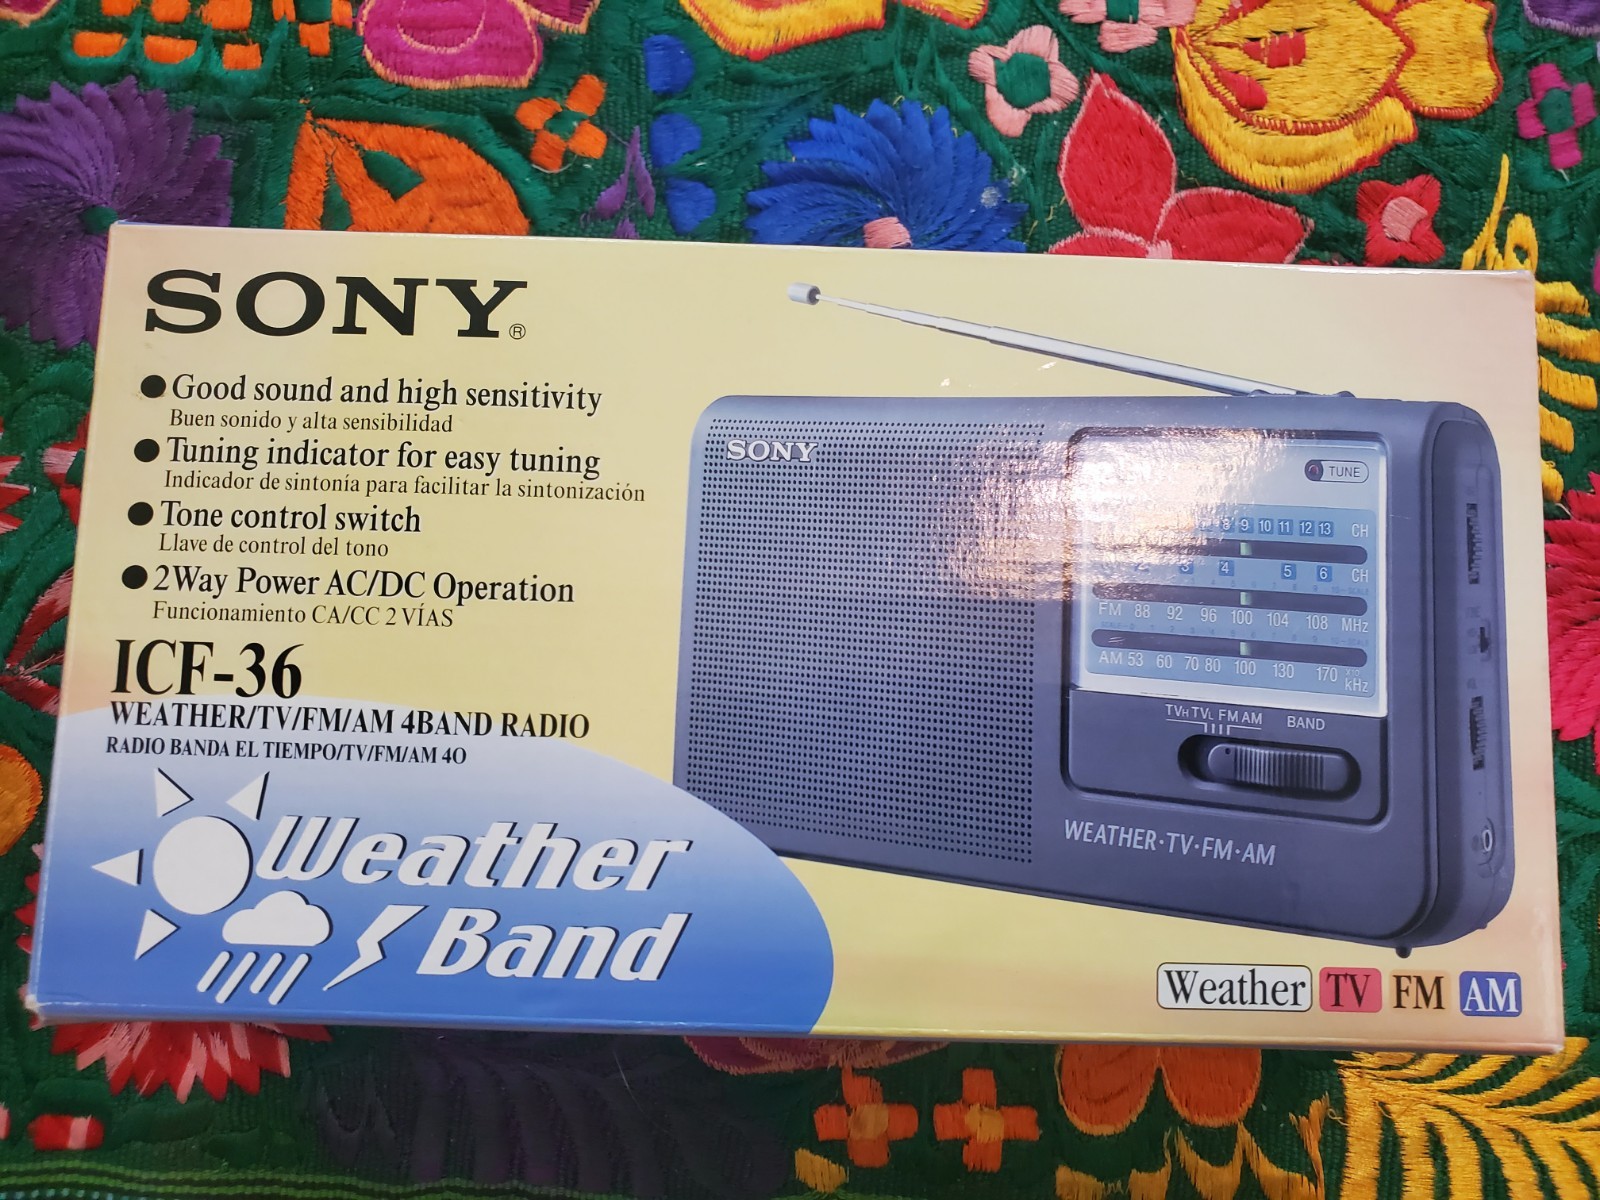 SONY®
● Good sound and high sensitivity
Buen sonido y alta sensibilidad
● Tuning indicator for easy tuning
Indicador de sintonía para facilitar la sintonización
● Tone control switch
Llave de control del tono
● 2Way Power AC/DC Operation
Funcionamiento CA/CC 2 VÍAS
ICF-36
WEATHER/TV/FM/AM 4BAND RADIO
RADIO BANDA EL TIEMPO/TV/FM/AM 4O
Weather
Band
SONY
TUNE
8 9 10 11 12 13 CH
2 3 4 5 6 CH
FM 88 92 96 100 104 108 MHz
AM 53 60 70 80 100 130 170 x10 kHz
TVH TVL FM AM BAND
WEATHER·TV·FM·AM
Weather TV FM AM